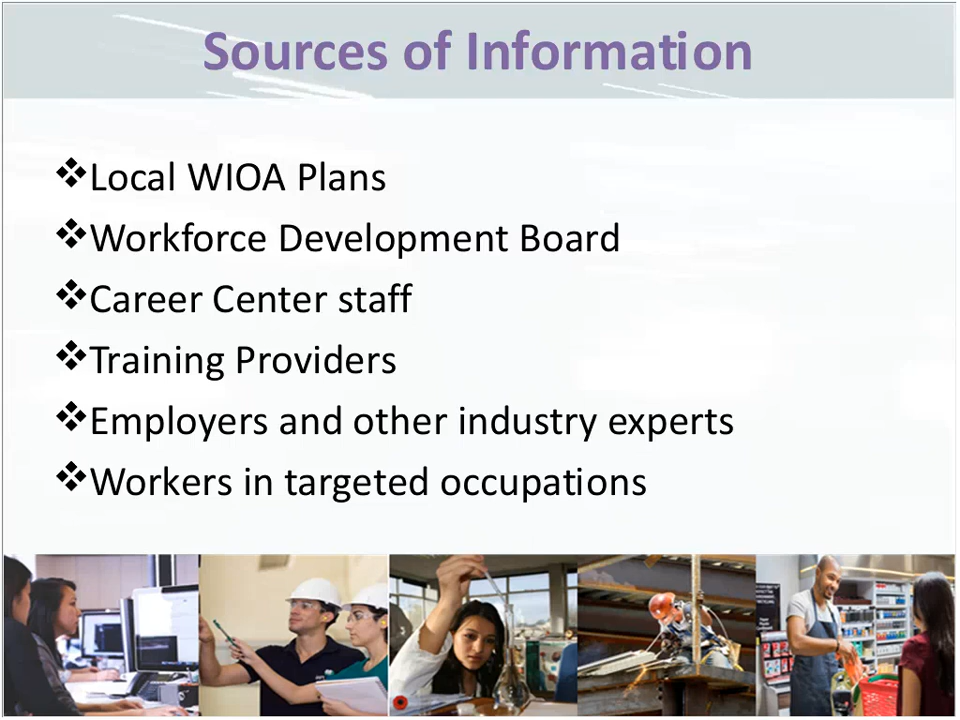 Sources of Information
❖Local WIOA Plans
❖Workforce Development Board
❖Career Center staff
❖Training Providers
❖Employers and other industry experts
❖Workers in targeted occupations